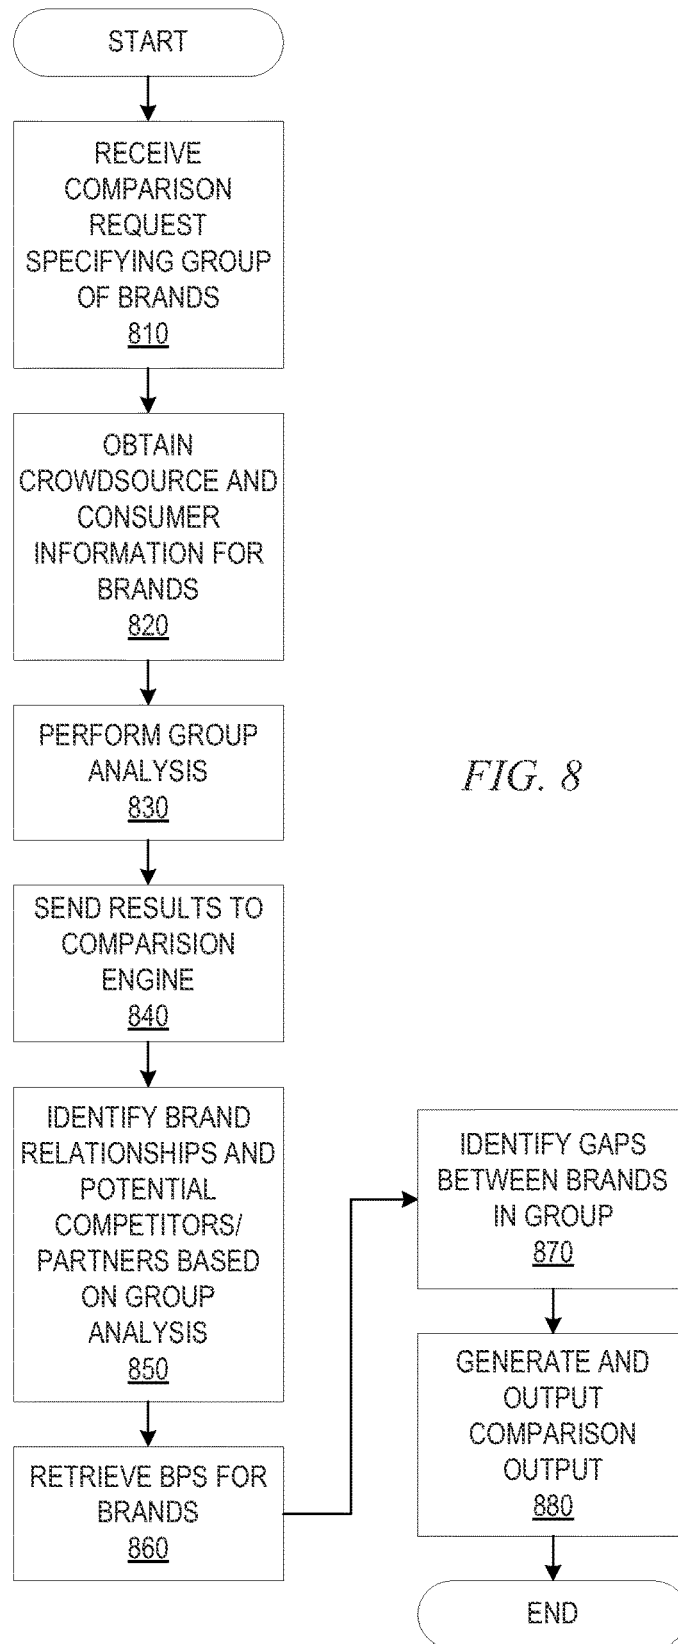 START
RECEIVE
COMPARISON
REQUEST
SPECIFYING GROUP
OF BRANDS
810
OBTAIN
CROWDSOURCE AND
CONSUMER
INFORMATION FOR
BRANDS
820
PERFORM GROUP
ANALYSIS
830
SEND RESULTS TO
COMPARISION
ENGINE
840
IDENTIFY BRAND
RELATIONSHIPS AND
POTENTIAL
COMPETITORS/
PARTNERS BASED
ON GROUP
ANALYSIS
850
RETRIEVE BPS FOR
BRANDS
860
FIG. 8
IDENTIFY GAPS
BETWEEN BRANDS
IN GROUP
870
GENERATE AND
OUTPUT
COMPARISON
OUTPUT
880
END